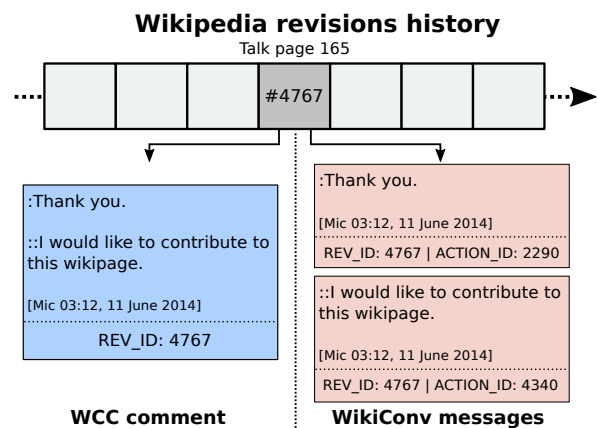 Wikipedia revisions history
Talk page 165
#4767
:Thank you.
::I would like to contribute to
this wikipage.
[Mic 03:12, 11 June 2014]
REV_ID: 4767
:Thank you.
[Mic 03:12, 11 June 2014]
REV_ID: 4767 | ACTION_ID: 2290
::I would like to contribute to
this wikipage.
[Mic 03:12, 11 June 2014]
REV_ID: 4767 | ACTION_ID: 4340
WCC comment
WikiConv messages